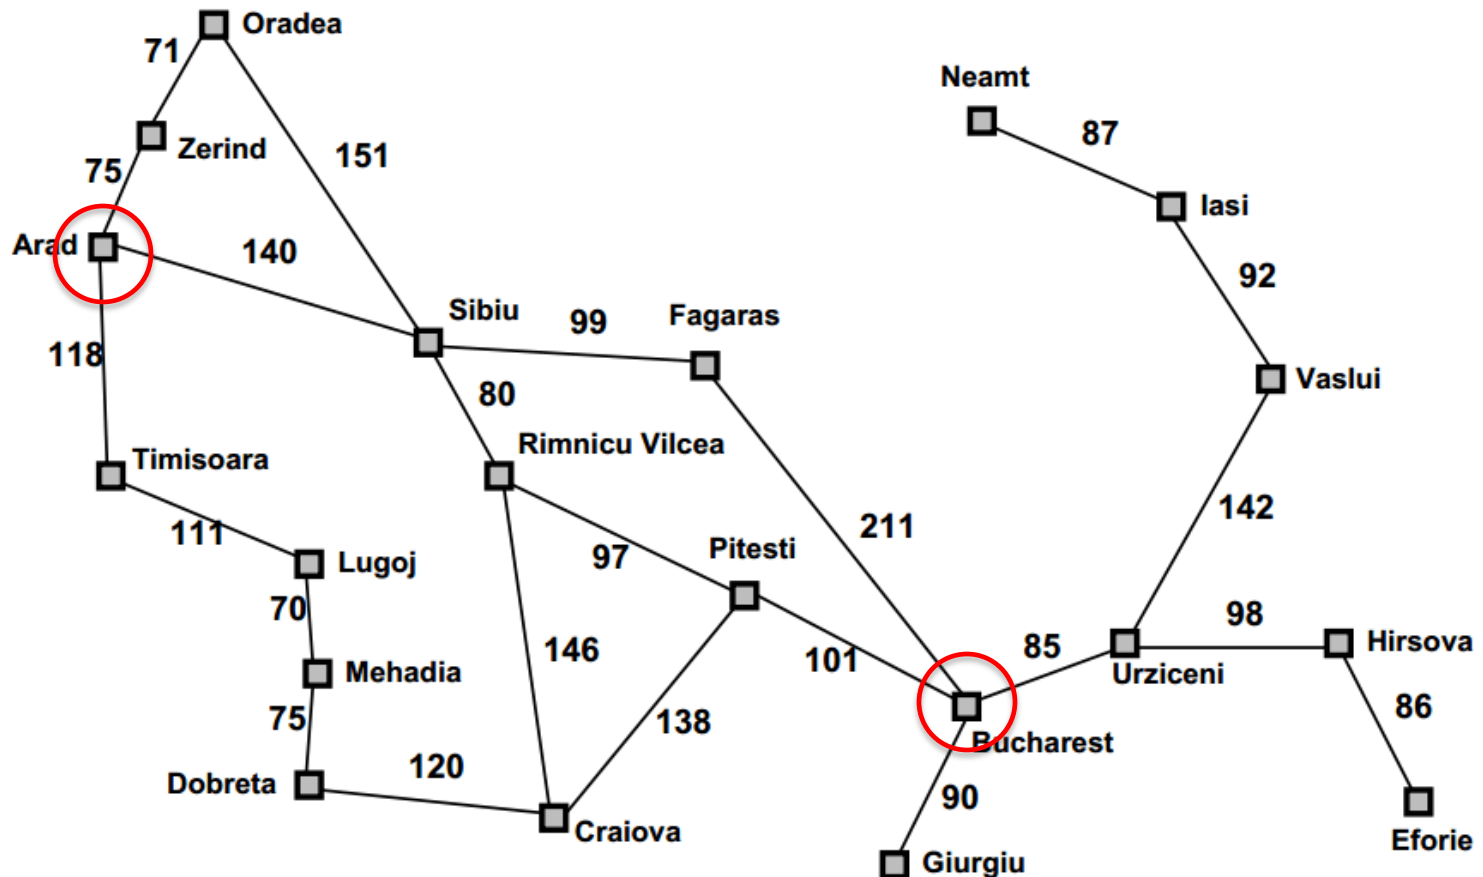 Oradea
71
Neamt
87
Zerind
151
75
Iasi
Arad
140
92
Sibiu
99
Fagaras
118
Vaslui
80
Rimnicu Vilcea
Timisoara
142
111
211
Pitesti
97
Lugoj
70
98
Hirsova
85
146
101
Mehadia
Urziceni
86
75
138
Bucharest
120
Dobreta
90
Craiova
Eforie
Giurgiu